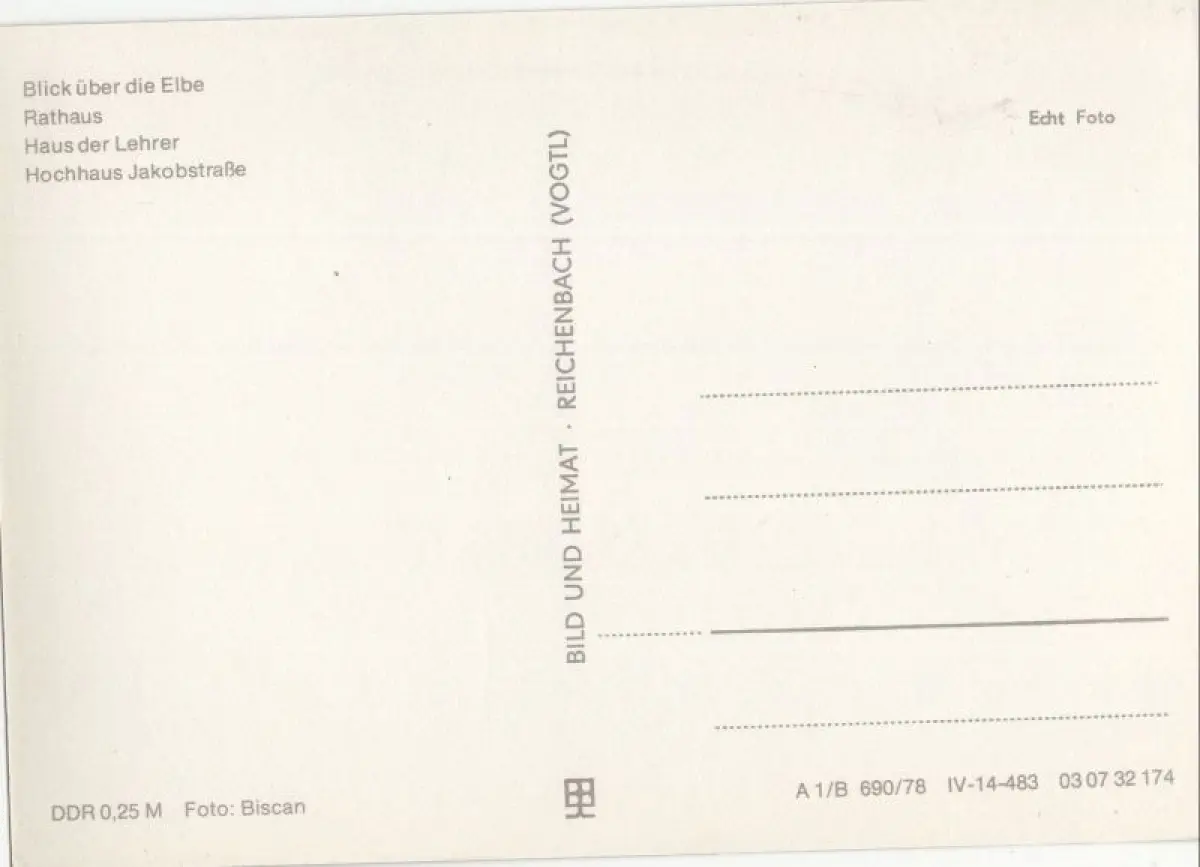 Blick über die Elbe
Rathaus
Haus der Lehrer
Hochhaus Jakobstraße
Echt Foto
BILD UND HEIMAT · REICHENBACH (VOGTL)
DDR 0,25 M Foto: Biscan
A 1/B 690/78 IV-14-483 03 07 32 174